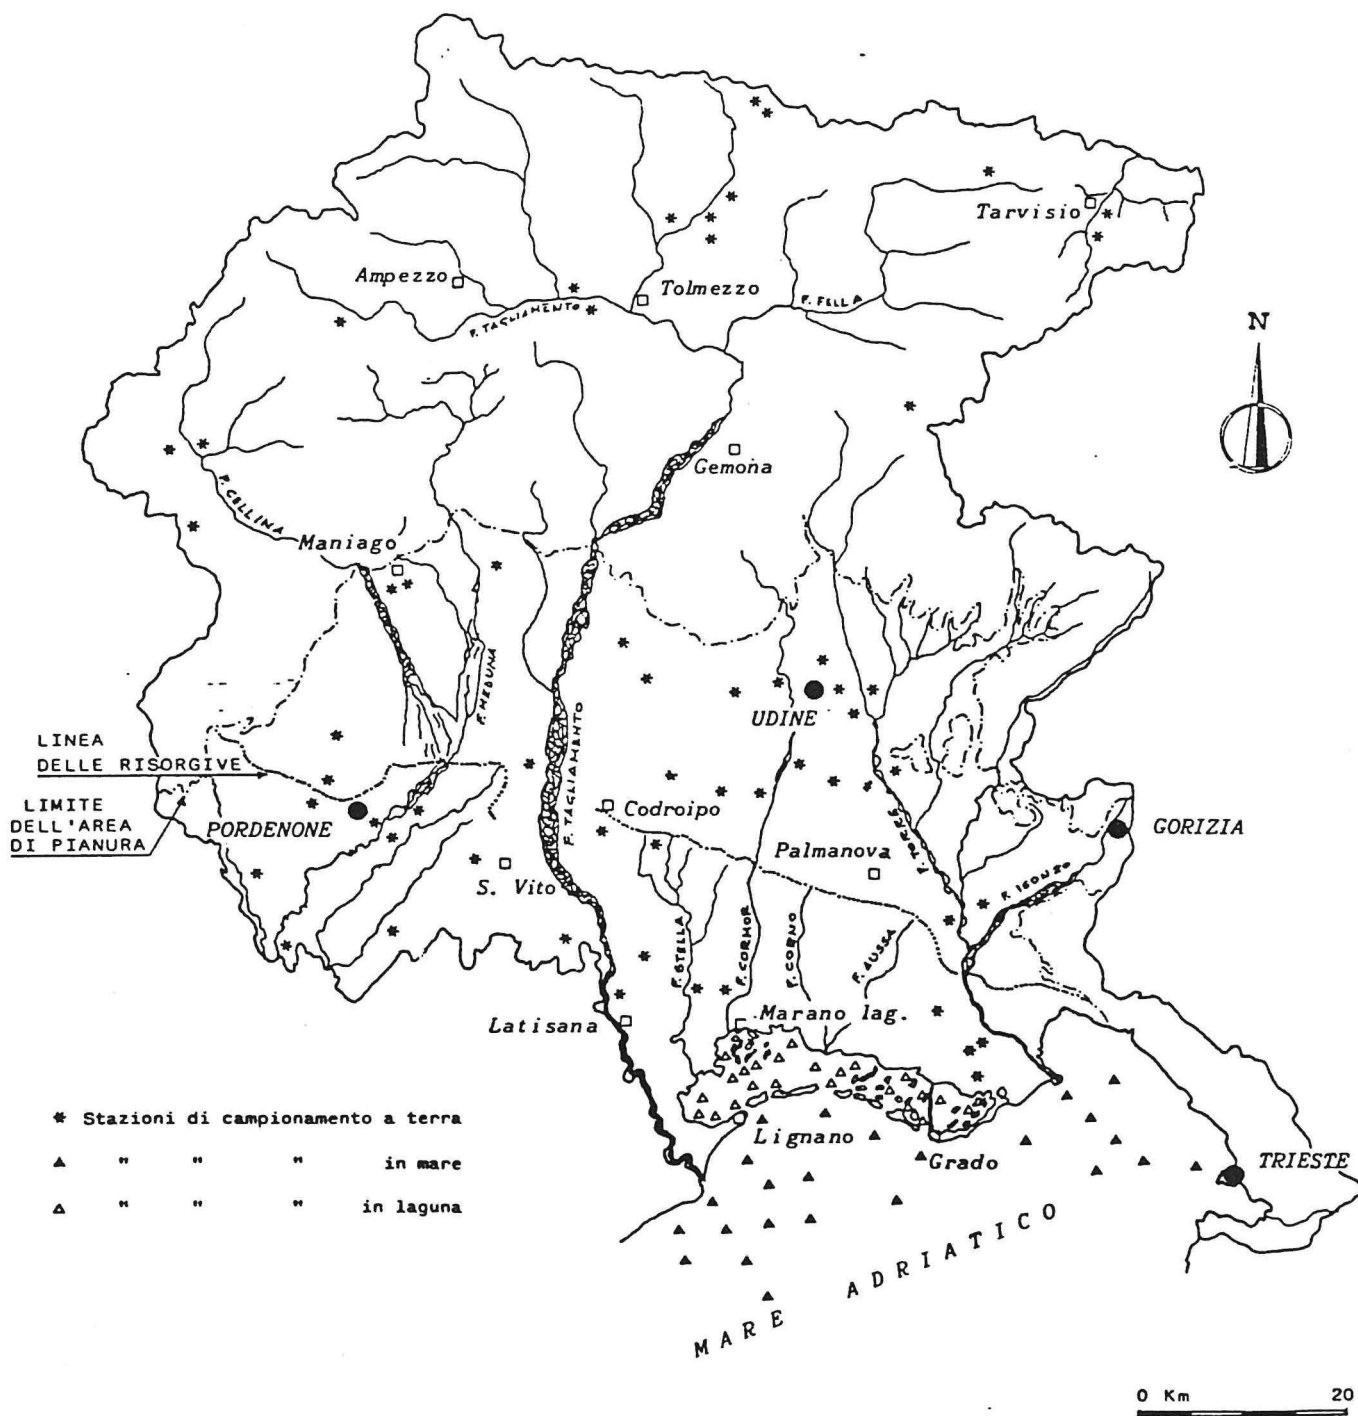 Tarvisio
Ampezzo
Tolmezzo
F. FELLA
F. TAGLIAMENTO
N
Gemona
F. CELLINA
Maniago
F. MEDUNA
UDINE
F. TAGLIAMENTO
LINEA
DELLE RISORGIVE
LIMITE
DELL'AREA
DI PIANURA
PORDENONE
Codroipo
F. TORRE
GORIZIA
Palmanova
S. Vito
F. ISONZO
F. STELLA
F. CORMOR
F. CORNO
F. AUSSA
Latisana
Marano lag.
* Stazioni di campionamento a terra
▲ " " " in mare
△ " " " in laguna
Lignano
Grado
TRIESTE
MARE ADRIATICO
0 Km 20